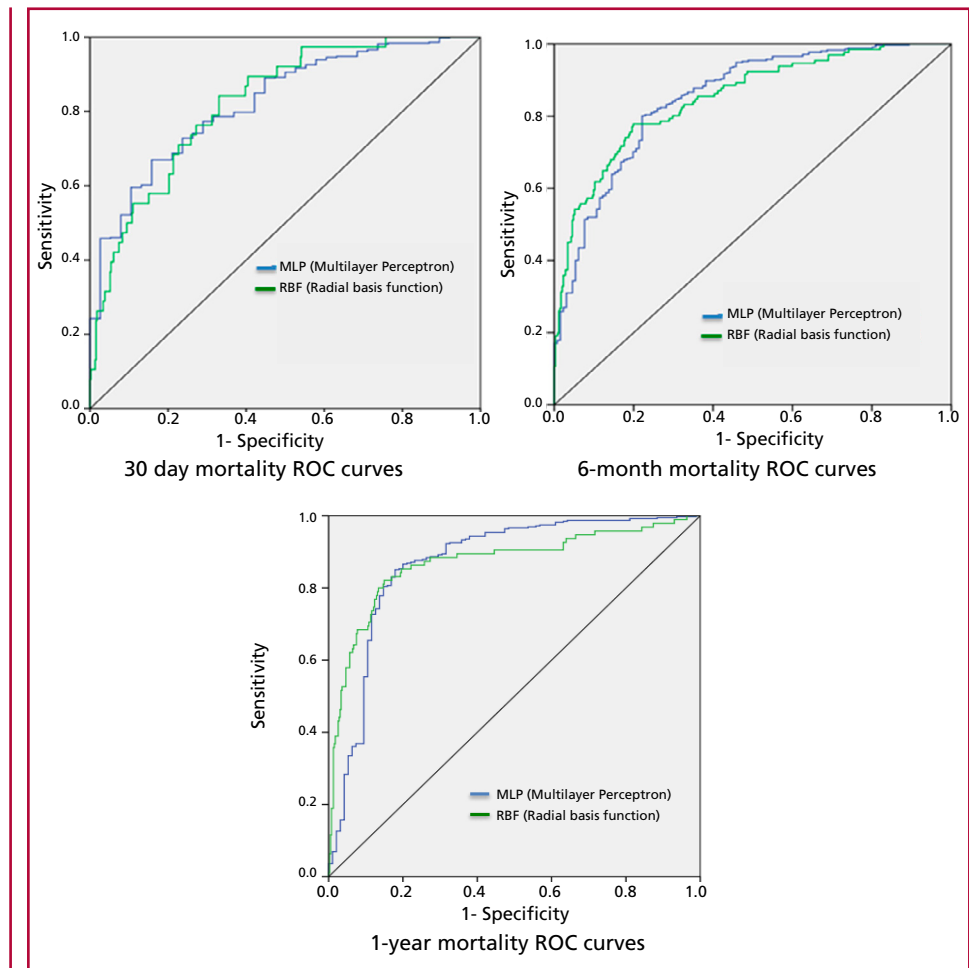 1.0
0.8
0.6
0.4
0.2
0.0
Sensitivity
MLP (Multilayer Perceptron)
RBF (Radial basis function)
0.0 0.2 0.4 0.6 0.8 1.0
1- Specificity
30 day mortality ROC curves
1.0
0.8
0.6
0.4
0.2
0.0
Sensitivity
MLP (Multilayer Perceptron)
RBF (Radial basis function)
0.0 0.2 0.4 0.6 0.8 1.0
1- Specificity
6-month mortality ROC curves
1.0
0.8
0.6
0.4
0.2
0.0
Sensitivity
MLP (Multilayer Perceptron)
RBF (Radial basis function)
0.0 0.2 0.4 0.6 0.8 1.0
1- Specificity
1-year mortality ROC curves